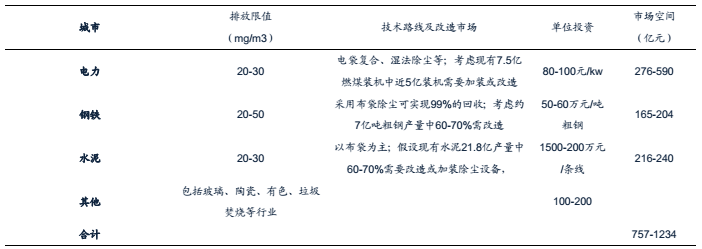 城市 排放限值（mg/m3） 技术路线及改造市场 单位投资 市场空间（亿元）
电力 20-30 电袋复合、湿法除尘等；考虑现有7.5亿燃煤装机中近5亿装机需要加装或改造 80-100元/kw 276-590
钢铁 20-50 采用布袋除尘可实现99%的回收；考虑约7亿吨粗钢产量中60-70%需改造 50-60万元/吨粗钢 165-204
水泥 20-30 以布袋为主；假设现有水泥21.8亿产量中60-70%需要改造或加装除尘设备， 1500-200万元/条线 216-240
其他 包括玻璃、陶瓷、有色、垃圾焚烧等行业 100-200
合计 757-1234